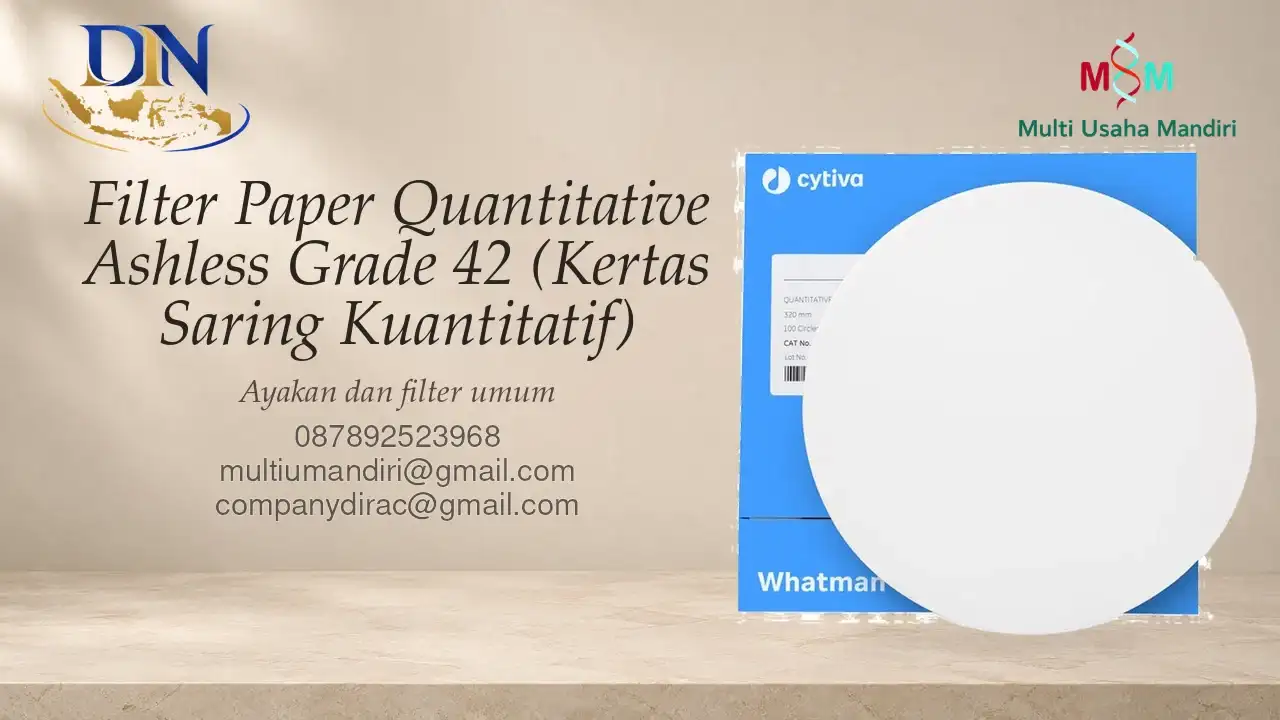 DN
M M
Multi Usaha Mandiri
Filter Paper Quantitative
Ashless Grade 42 (Kertas
Saring Kuantitatif)
Ayakan dan filter umum
087892523968
multiumandiri@gmail.com
companydirac@gmail.com
cytiva
QUANTITATIVE
320 mm
100 Circles
CAT No.
Lot No.
Whatman